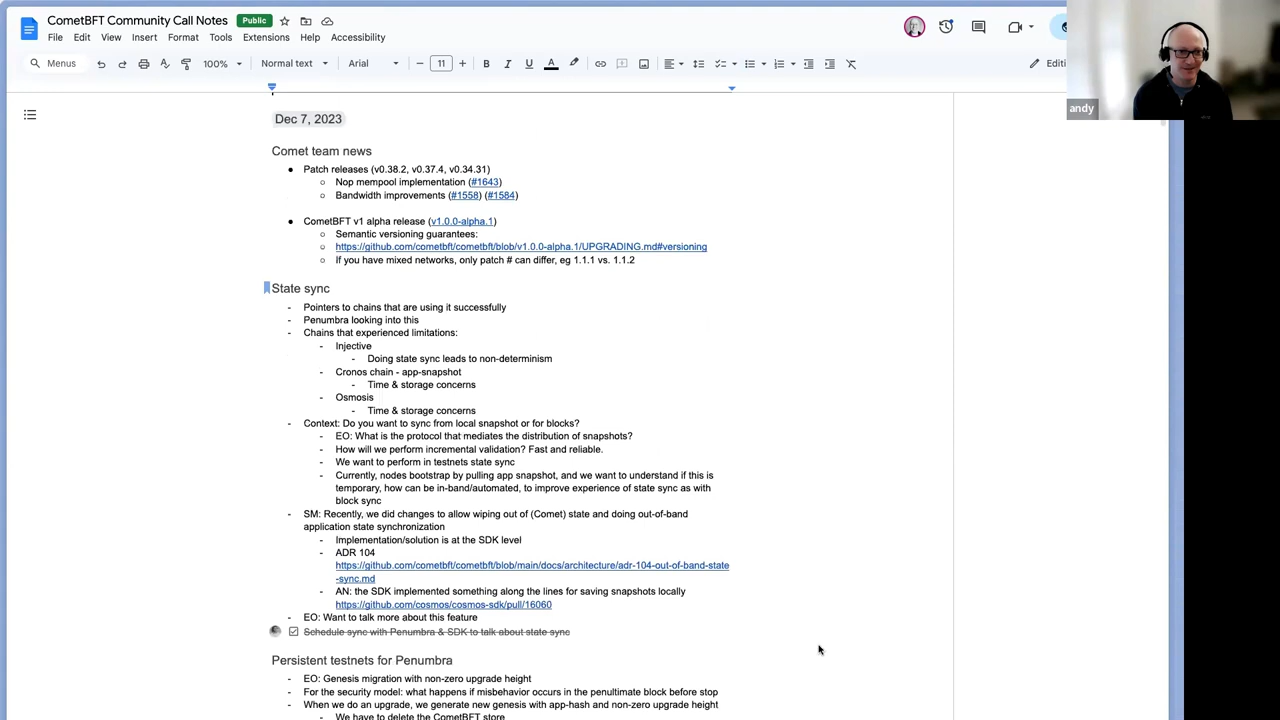 CometBFT Community Call Notes Public
File Edit View Insert Format Tools Extensions Help Accessibility
Menus 100% Normal text Arial 11 B I U A
andy
Dec 7, 2023
Comet team news
● Patch releases (v0.38.2, v0.37.4, v0.34.31)
○ Nop mempool implementation (#1643)
○ Bandwidth improvements (#1558) (#1584)
● CometBFT v1 alpha release (v1.0.0-alpha.1)
○ Semantic versioning guarantees:
○ https://github.com/cometbft/cometbft/blob/v1.0.0-alpha.1/UPGRADING.md#versioning
○ If you have mixed networks, only patch # can differ, eg 1.1.1 vs. 1.1.2
State sync
- Pointers to chains that are using it successfully
- Penumbra looking into this
- Chains that experienced limitations:
- Injective
- Doing state sync leads to non-determinism
- Cronos chain - app-snapshot
- Time & storage concerns
- Osmosis
- Time & storage concerns
- Context: Do you want to sync from local snapshot or for blocks?
- EO: What is the protocol that mediates the distribution of snapshots?
- How will we perform incremental validation? Fast and reliable.
- We want to perform in testnets state sync
- Currently, nodes bootstrap by pulling app snapshot, and we want to understand if this is
temporary, how can be in-band/automated, to improve experience of state sync as with
block sync
- SM: Recently, we did changes to allow wiping out of (Comet) state and doing out-of-band
application state synchronization
- Implementation/solution is at the SDK level
- ADR 104
https://github.com/cometbft/cometbft/blob/main/docs/architecture/adr-104-out-of-band-state
-sync.md
- AN: the SDK implemented something along the lines for saving snapshots locally
https://github.com/cosmos/cosmos-sdk/pull/16060
- EO: Want to talk more about this feature
Schedule sync with Penumbra & SDK to talk about state sync
Persistent testnets for Penumbra
- EO: Genesis migration with non-zero upgrade height
- For the security model: what happens if misbehavior occurs in the penultimate block before stop
- When we do an upgrade, we generate new genesis with app-hash and non-zero upgrade height
- We have to delete the CometBFT store